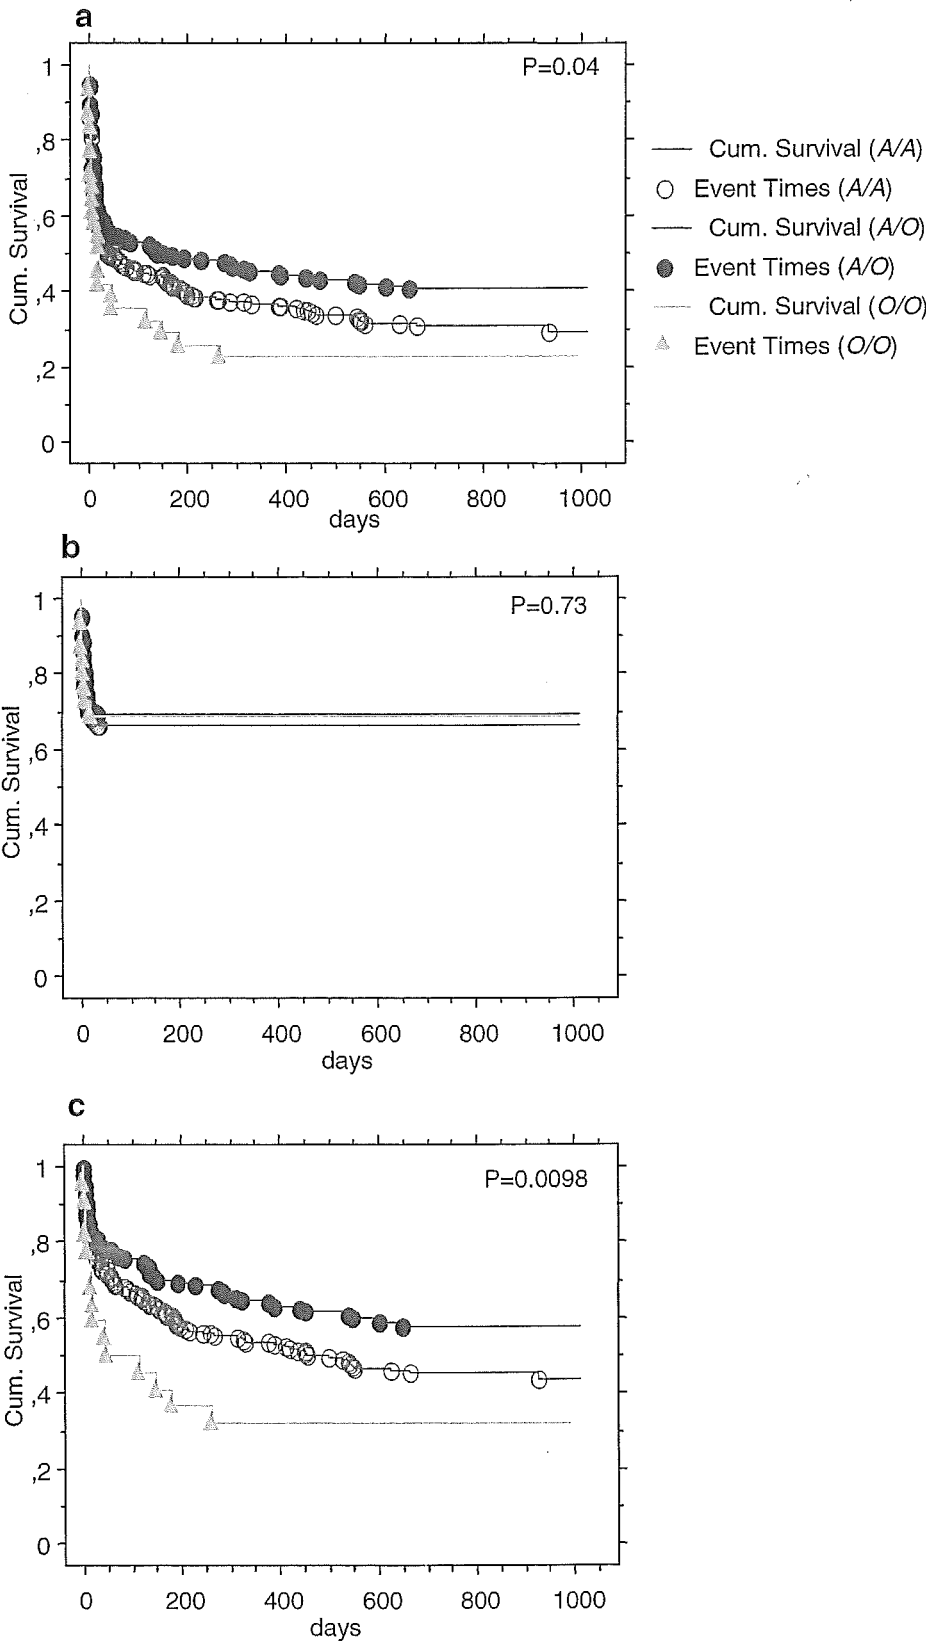 a
P=0.04
1
,8
,6
,4
,2
0
Cum. Survival
0 200 400 600 800 1000
days
Cum. Survival (A/A)
Event Times (A/A)
Cum. Survival (A/O)
Event Times (A/O)
Cum. Survival (O/O)
Event Times (O/O)
b
P=0.73
1
,8
,6
,4
,2
0
Cum. Survival
0 200 400 600 800 1000
days
c
P=0.0098
1
,8
,6
,4
,2
0
Cum. Survival
0 200 400 600 800 1000
days